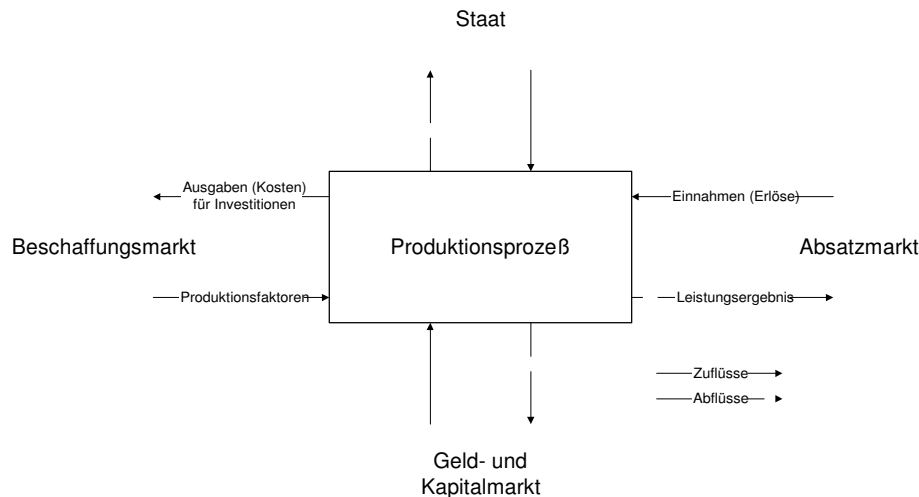 Staat
Ausgaben (Kosten)
für Investitionen
Einnahmen (Erlöse)
Beschaffungsmarkt
Produktionsprozeß
Absatzmarkt
Produktionsfaktoren
Leistungsergebnis
Zuflüsse
Abflüsse
Geld- und
Kapitalmarkt